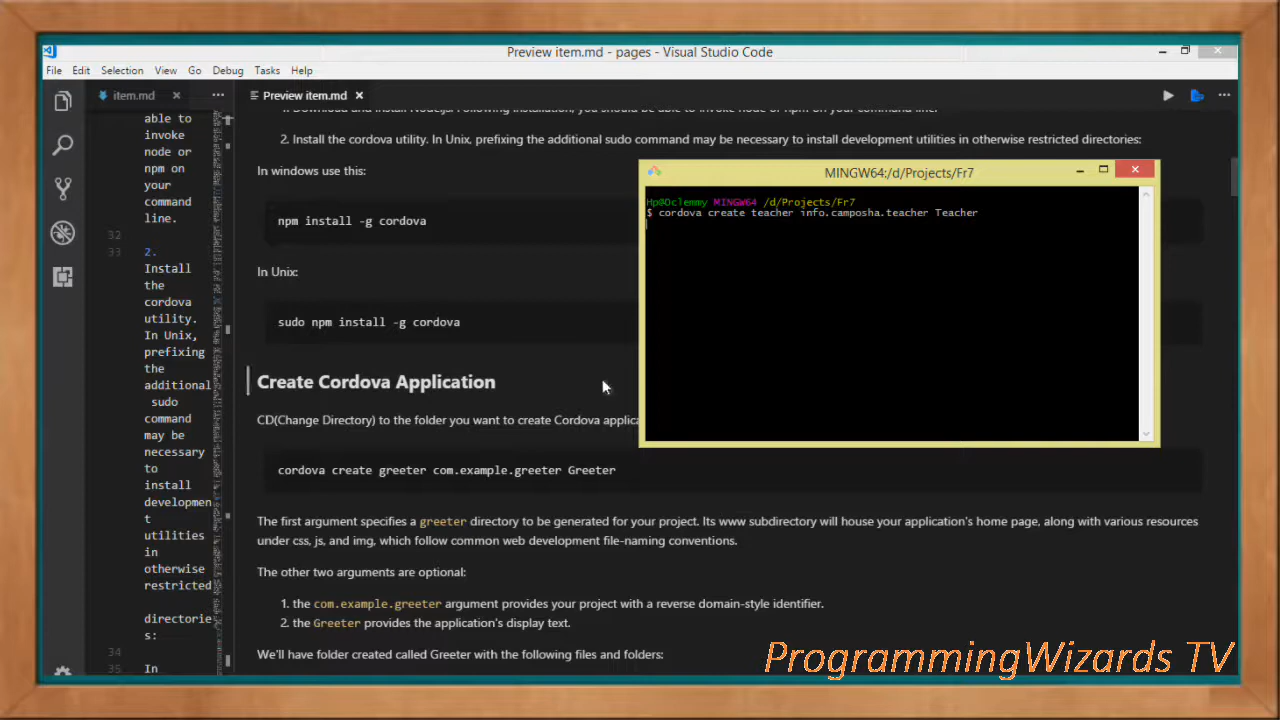 Preview item.md - pages - Visual Studio Code
File Edit Selection View Go Debug Tasks Help
item.md
Preview item.md
able to
invoke
node or
npm on
your
command
line.
32
33
2.
Install
the
cordova
utility.
In Unix,
prefixing
the
additional
sudo
command
may be
necessary
to
install
developmen
t
utilities
in
otherwise
restricted
directorie
s:
34
35
In
2. Install the cordova utility. In Unix, prefixing the additional sudo command may be necessary to install development utilities in otherwise restricted directories:
In windows use this:
npm install -g cordova
In Unix:
sudo npm install -g cordova
Create Cordova Application
CD(Change Directory) to the folder you want to create Cordova applica
cordova create greeter com.example.greeter Greeter
The first argument specifies a greeter directory to be generated for your project. Its www subdirectory will house your application's home page, along with various resources
under css, js, and img, which follow common web development file-naming conventions.
The other two arguments are optional:
1. the com.example.greeter argument provides your project with a reverse domain-style identifier.
2. the Greeter provides the application's display text.
We'll have folder created called Greeter with the following files and folders:
MINGW64:/d/Projects/Fr7
Hp@Oclemmy MINGW64 /d/Projects/Fr7
$ cordova create teacher info.camposha.teacher Teacher
ProgrammingWizards TV